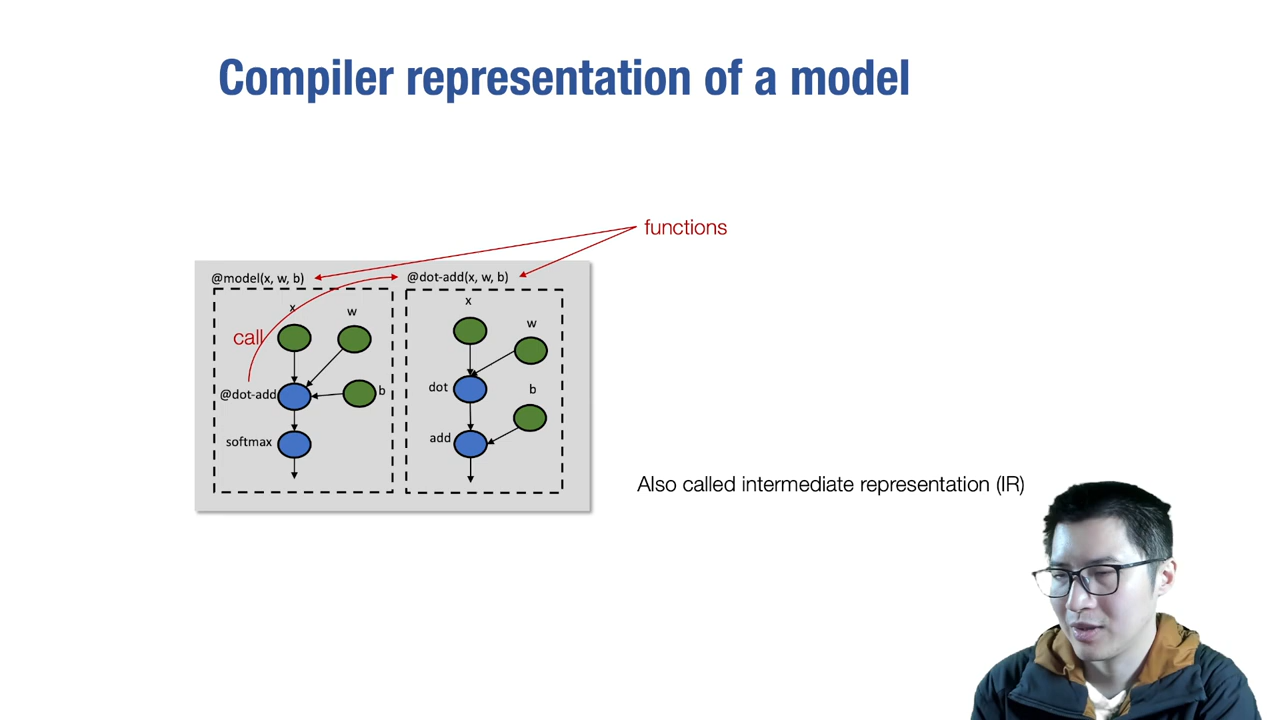 Compiler representation of a model
functions
@model(x, w, b)
@dot-add(x, w, b)
x
w
call
@dot-add
b
softmax
x
w
dot
b
add
Also called intermediate representation (IR)